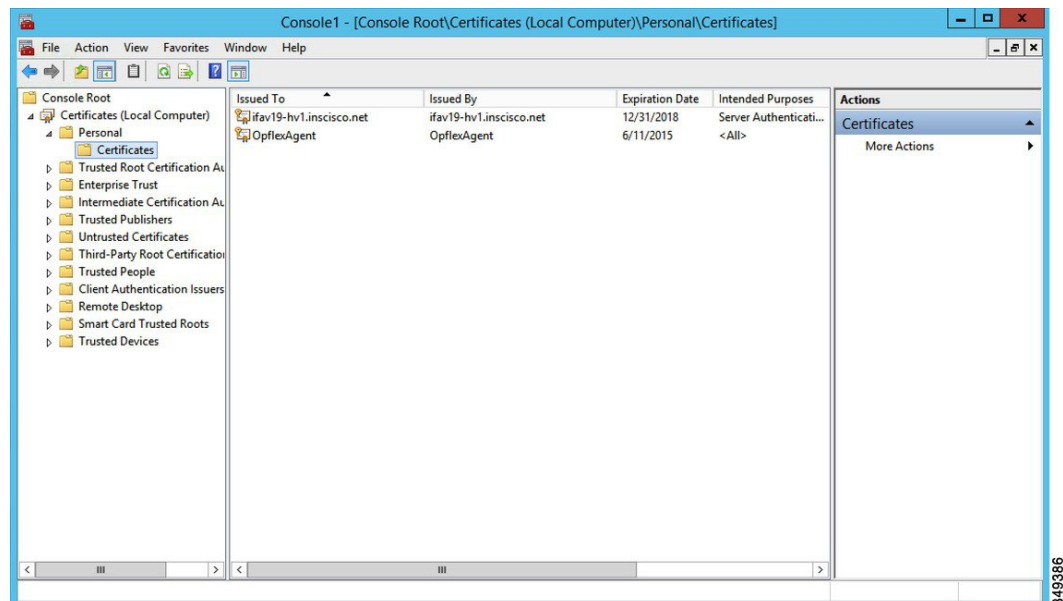 Console1 - [Console Root\Certificates (Local Computer)\Personal\Certificates]
File Action View Favorites Window Help
Console Root
Certificates (Local Computer)
Personal
Certificates
Trusted Root Certification Au
Enterprise Trust
Intermediate Certification Au
Trusted Publishers
Untrusted Certificates
Third-Party Root Certification
Trusted People
Client Authentication Issuers
Remote Desktop
Smart Card Trusted Roots
Trusted Devices
Issued To Issued By Expiration Date Intended Purposes
ifav19-hv1.inscisco.net ifav19-hv1.inscisco.net 12/31/2018 Server Authenticati...
OpflexAgent OpflexAgent 6/11/2015 <All>
Actions
Certificates
More Actions
349386